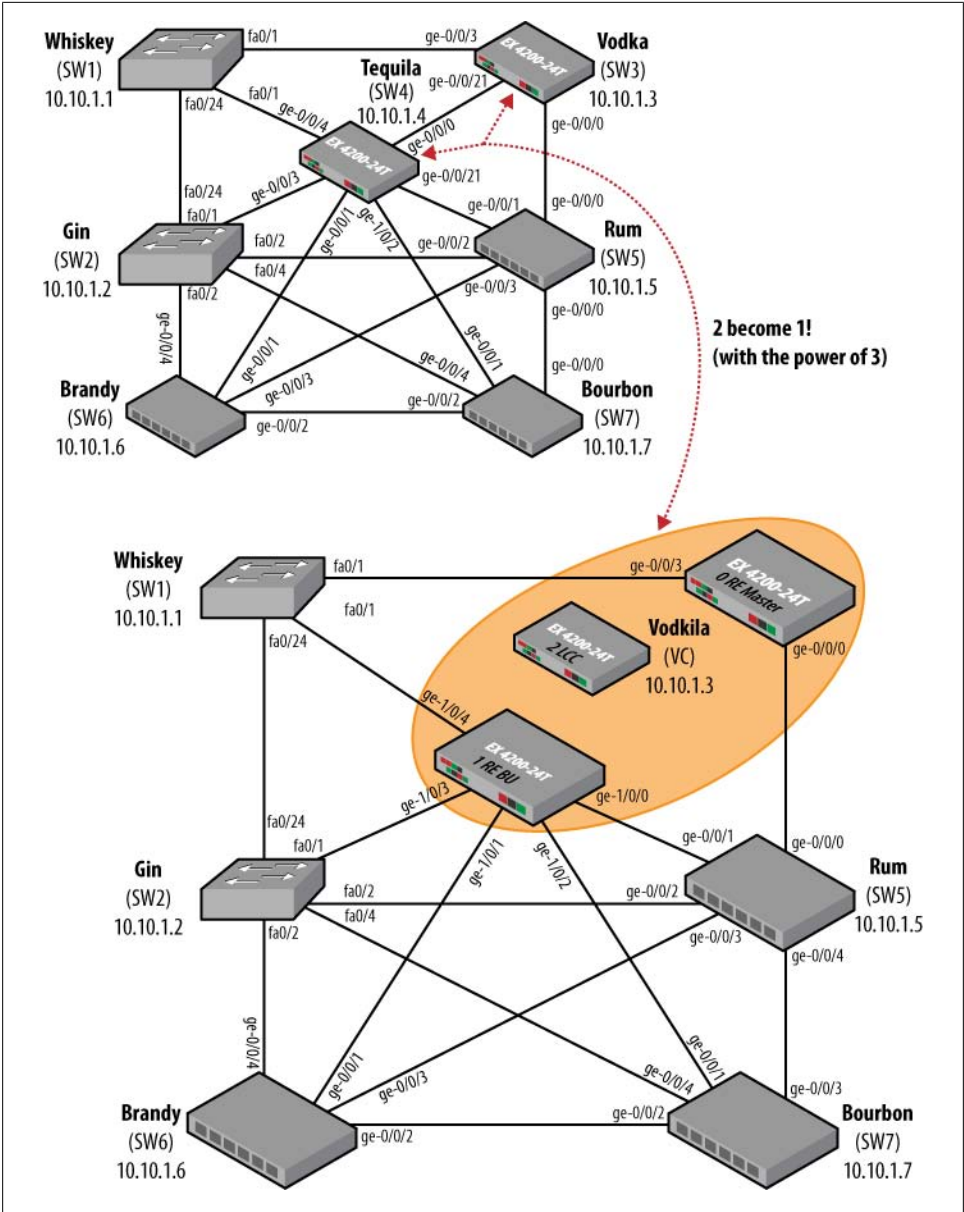 Whiskey
(SW1)
10.10.1.1
fa0/1
fa0/1
fa0/24
ge-0/0/3
EX 4200-24T
Vodka
(SW3)
10.10.1.3
Tequila
(SW4)
10.10.1.4
ge-0/0/21
ge-0/0/0
ge-0/0/4
ge-0/0/0
EX 4200-24T
ge-0/0/21
fa0/24
fa0/1
ge-0/0/3
ge-0/0/1
ge-1/0/2
ge-0/0/1
ge-0/0/0
Gin
(SW2)
10.10.1.2
fa0/2
fa0/4
fa0/2
ge-0/0/2
ge-0/0/3
Rum
(SW5)
10.10.1.5
ge-0/0/0
2 become 1!
(with the power of 3)
ge-0/0/4
ge-0/0/1
ge-0/0/3
ge-0/0/4
ge-0/0/1
ge-0/0/0
Brandy
(SW6)
10.10.1.6
ge-0/0/2
ge-0/0/2
Bourbon
(SW7)
10.10.1.7
Whiskey
(SW1)
10.10.1.1
fa0/1
fa0/1
fa0/24
ge-0/0/3
EX 4200-24T
0 RE Master
ge-0/0/0
EX 4200-24T
2 LCC
Vodkila
(VC)
10.10.1.3
ge-1/0/4
EX 4200-24T
1 RE BU
ge-1/0/3
ge-1/0/0
ge-1/0/1
ge-1/0/2
fa0/24
fa0/1
Gin
(SW2)
10.10.1.2
fa0/2
fa0/4
fa0/2
ge-0/0/1
ge-0/0/0
ge-0/0/2
ge-0/0/3
Rum
(SW5)
10.10.1.5
ge-0/0/4
ge-0/0/4
ge-0/0/1
ge-0/0/3
ge-0/0/4
ge-0/0/1
ge-0/0/3
Brandy
(SW6)
10.10.1.6
ge-0/0/2
ge-0/0/2
Bourbon
(SW7)
10.10.1.7